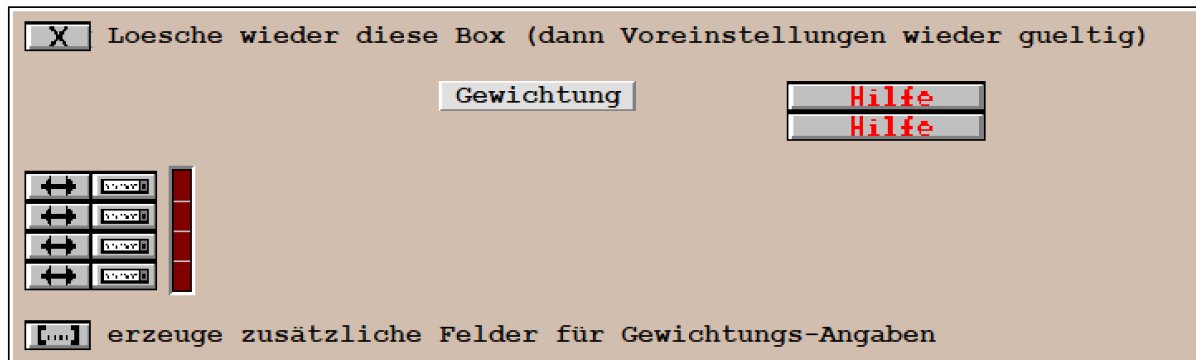 X Loesche wieder diese Box (dann Voreinstellungen wieder gueltig)
Gewichtung
Hilfe
Hilfe
[...] erzeuge zusätzliche Felder für Gewichtungs-Angaben